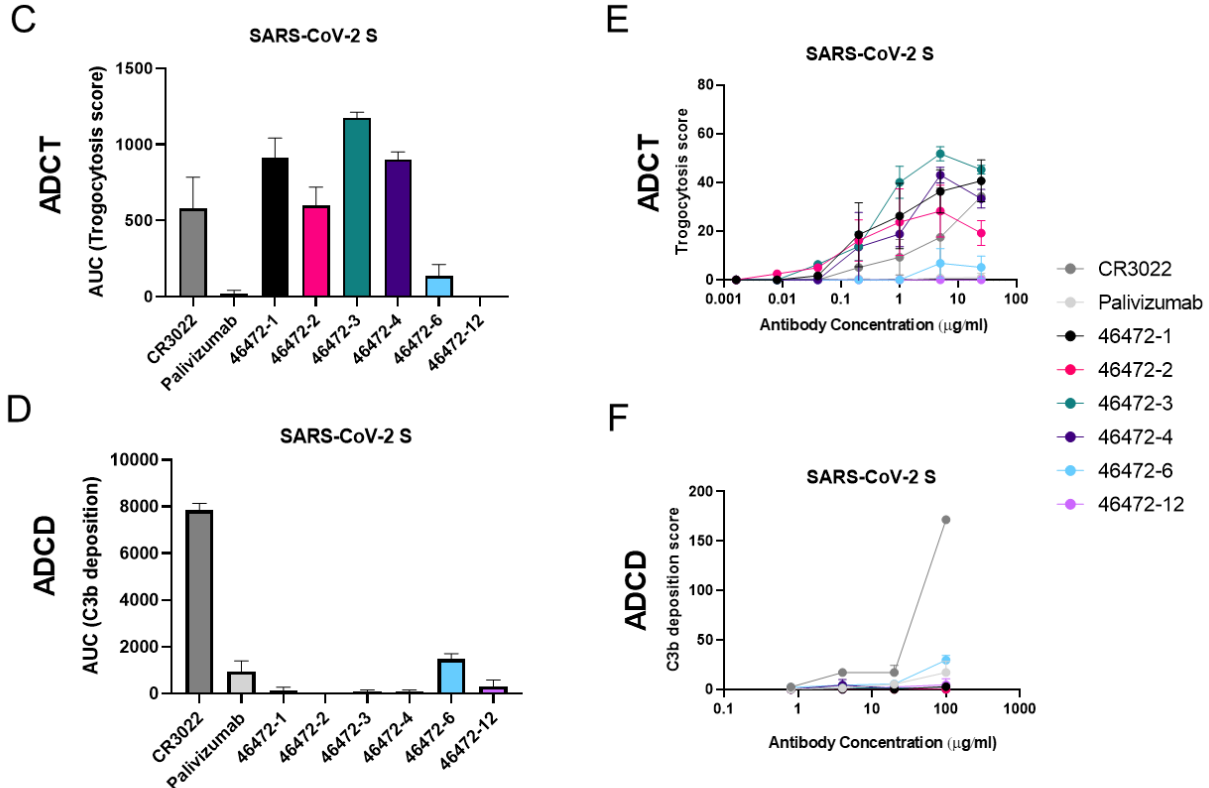 C
SARS-CoV-2 S
ADCT
AUC (Trogocytosis score)
1500
1000
500
0
CR3022
Palivizumab
46472-1
46472-2
46472-3
46472-4
46472-6
46472-12
E
SARS-CoV-2 S
ADCT
Trogocytosis score
80
60
40
20
0
0.001 0.01 0.1 1 10 100
Antibody Concentration (μg/ml)
CR3022
Palivizumab
46472-1
46472-2
46472-3
46472-4
46472-6
46472-12
D
SARS-CoV-2 S
ADCD
AUC (C3b deposition)
10000
8000
6000
4000
2000
0
CR3022
Palivizumab
46472-1
46472-2
46472-3
46472-4
46472-6
46472-12
F
SARS-CoV-2 S
ADCD
C3b deposition score
200
150
100
50
0
0.1 1 10 100 1000
Antibody Concentration (μg/ml)